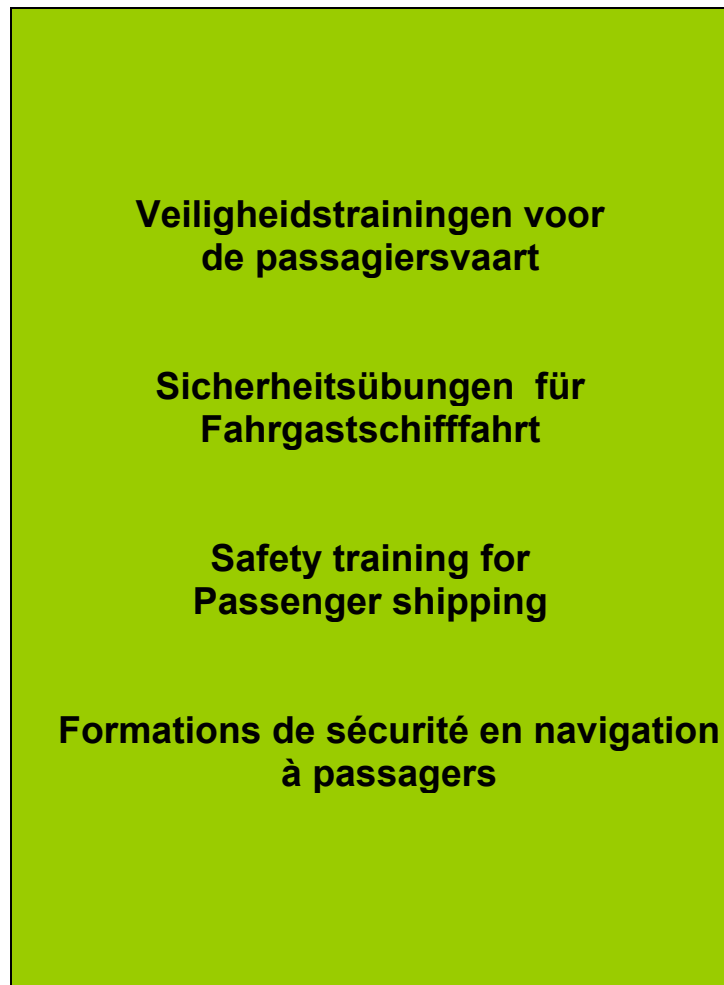 Veiligheidstrainingen voor
de passagiersvaart
Sicherheitsübungen für
Fahrgastschifffahrt
Safety training for
Passenger shipping
Formations de sécurité en navigation
à passagers